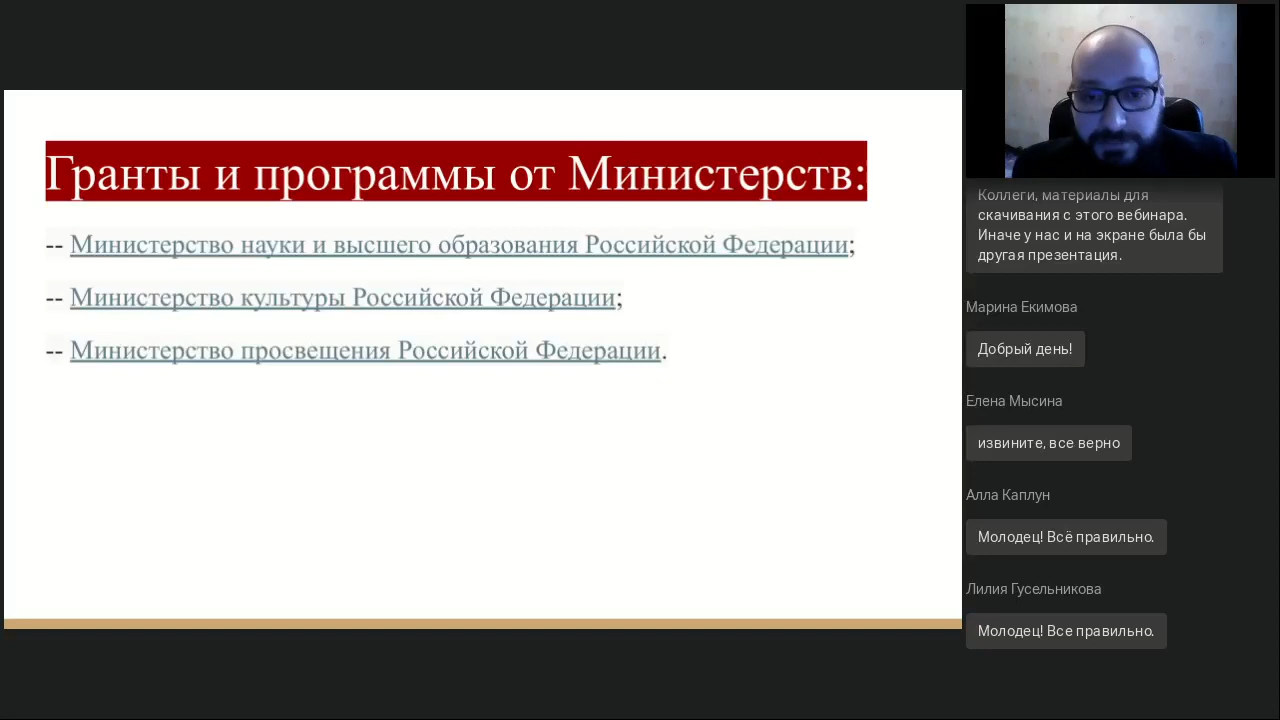 Гранты и программы от Министерств:
-- Министерство науки и высшего образования Российской Федерации;
-- Министерство культуры Российской Федерации;
-- Министерство просвещения Российской Федерации.
Коллеги, материалы для
скачивания с этого вебинара.
Иначе у нас и на экране была бы
другая презентация.
Марина Екимова
Добрый день!
Елена Мысина
извините, все верно
Алла Каплун
Молодец! Всё правильно.
Лилия Гусельникова
Молодец! Все правильно.